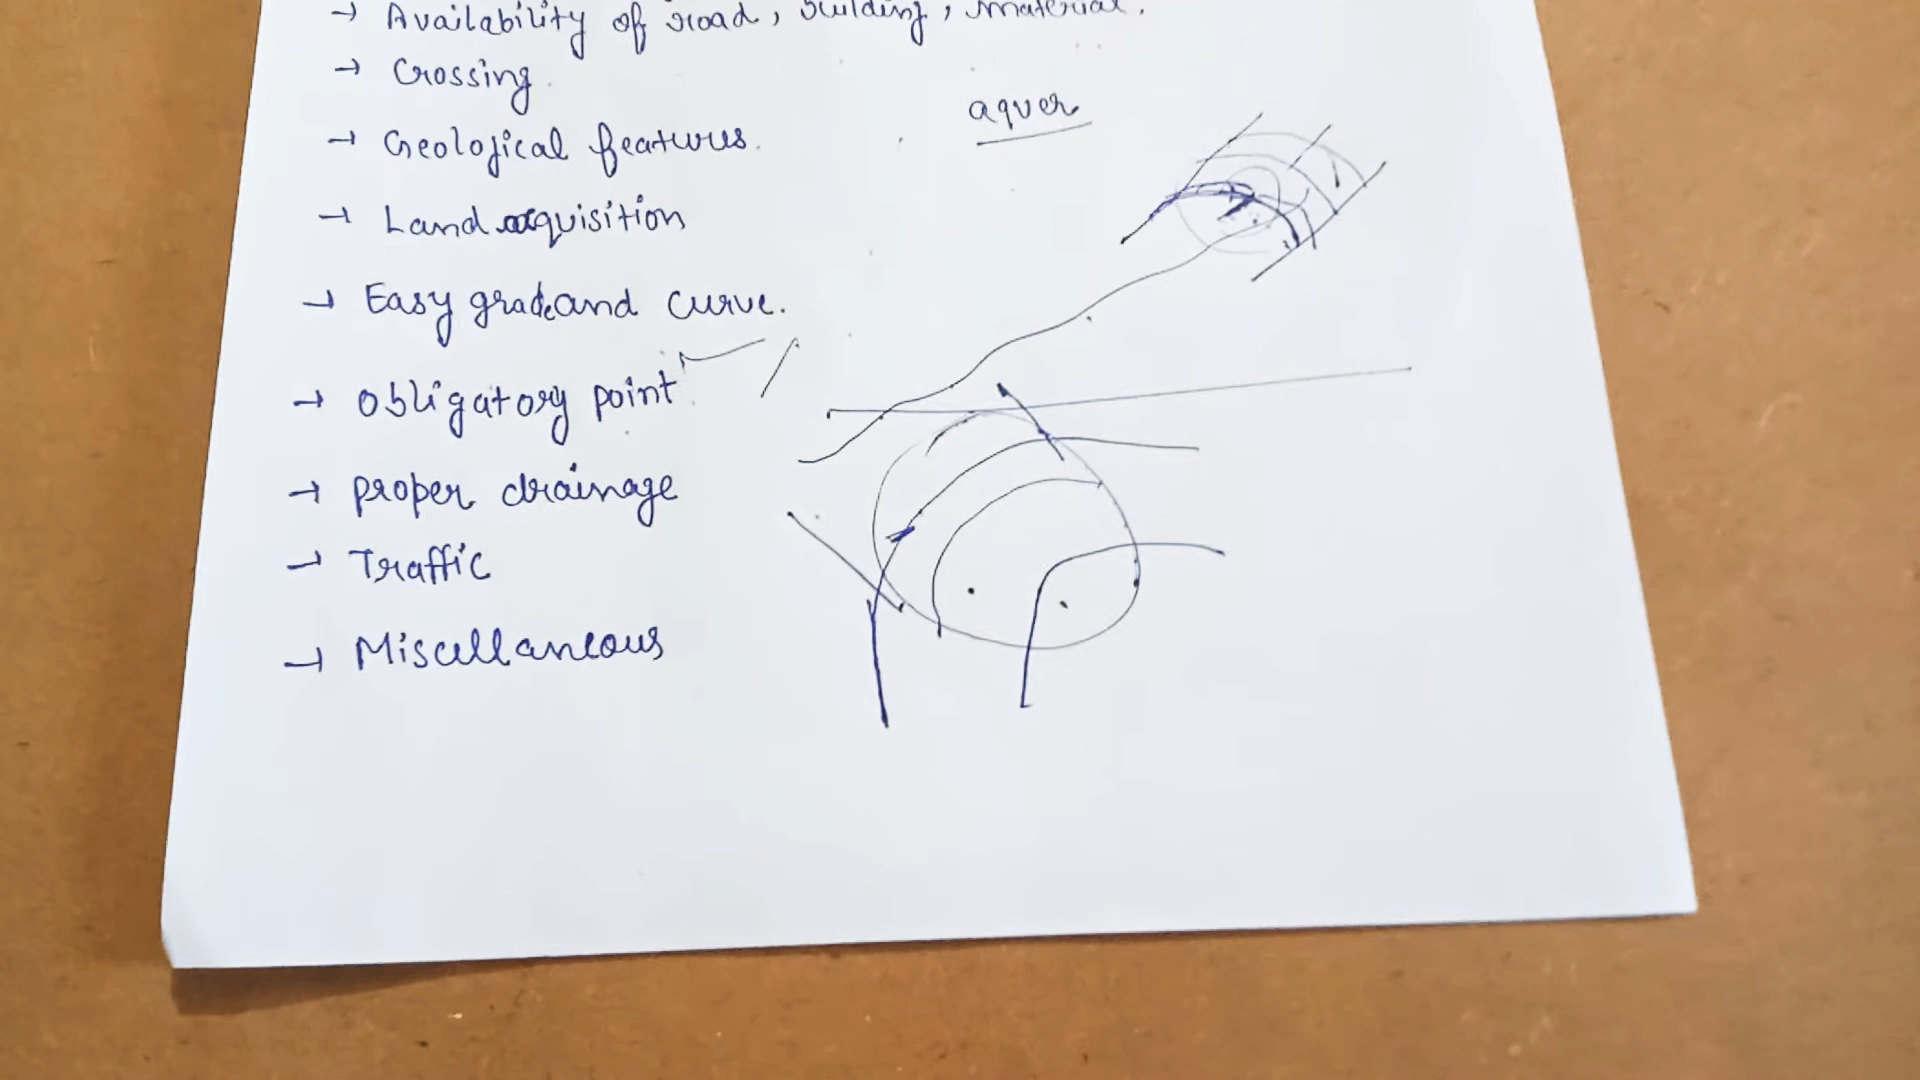 → Availability of road, building, material.
→ Crossing.
aquer
→ Geological features.
→ Land acquisition
→ Easy grade and curve.
→ Obligatory point
→ proper drainage
→ Traffic
→ Miscellaneous